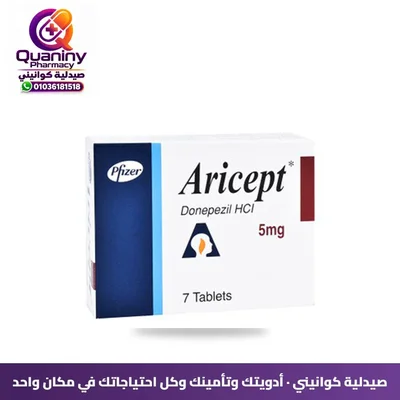 Quaniny
Pharmacy
صيدلية كوانيني
01036181518
Pfizer
Aricept*
Donepezil HCl
5mg
7 Tablets
صيدلية كوانيني · أدويتك وتأمينك وكل احتياجاتك في مكان واحد